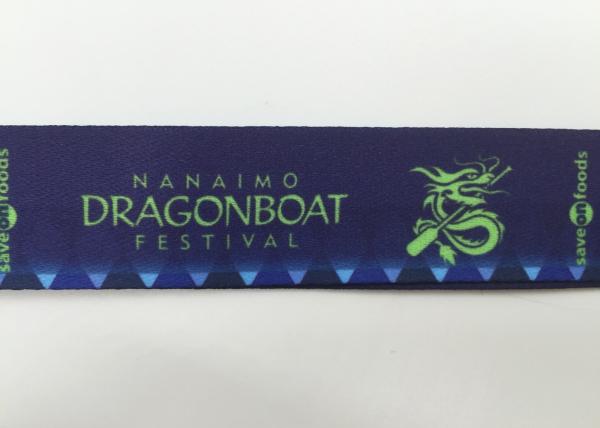 save on foods
NANAIMO
DRAGONBOAT
FESTIVAL
save on foods